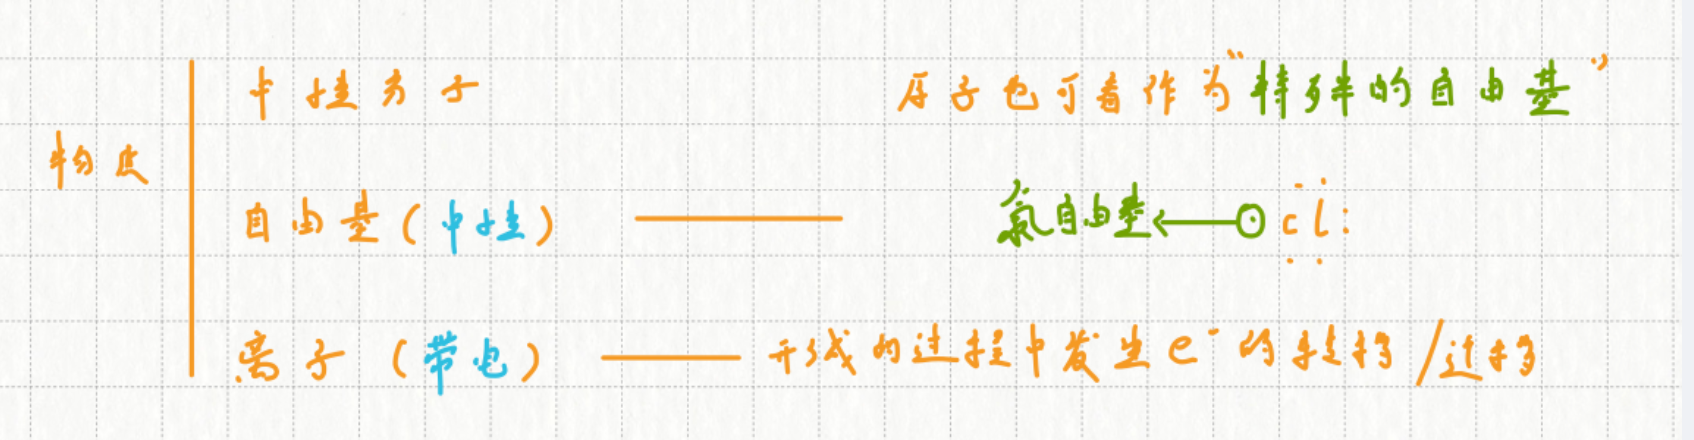 中性分子 原子也可看作为“特殊的自由基”
物质
自由基(中性) —— 氯自由基←⊙ cl:
离子(带电) —— 形成的过程中发生e⁻的转移/迁移